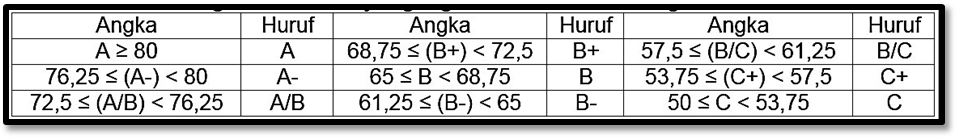 Angka Huruf Angka Huruf Angka Huruf
A ≥ 80 A 68,75 ≤ (B+) < 72,5 B+ 57,5 ≤ (B/C) < 61,25 B/C
76,25 ≤ (A-) < 80 A- 65 ≤ B < 68,75 B 53,75 ≤ (C+) < 57,5 C+
72,5 ≤ (A/B) < 76,25 A/B 61,25 ≤ (B-) < 65 B- 50 ≤ C < 53,75 C